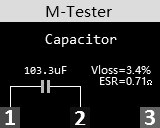 M-Tester
Capacitor
103.3uF
Vloss=3.4%
ESR=0.71Ω
1 2 3